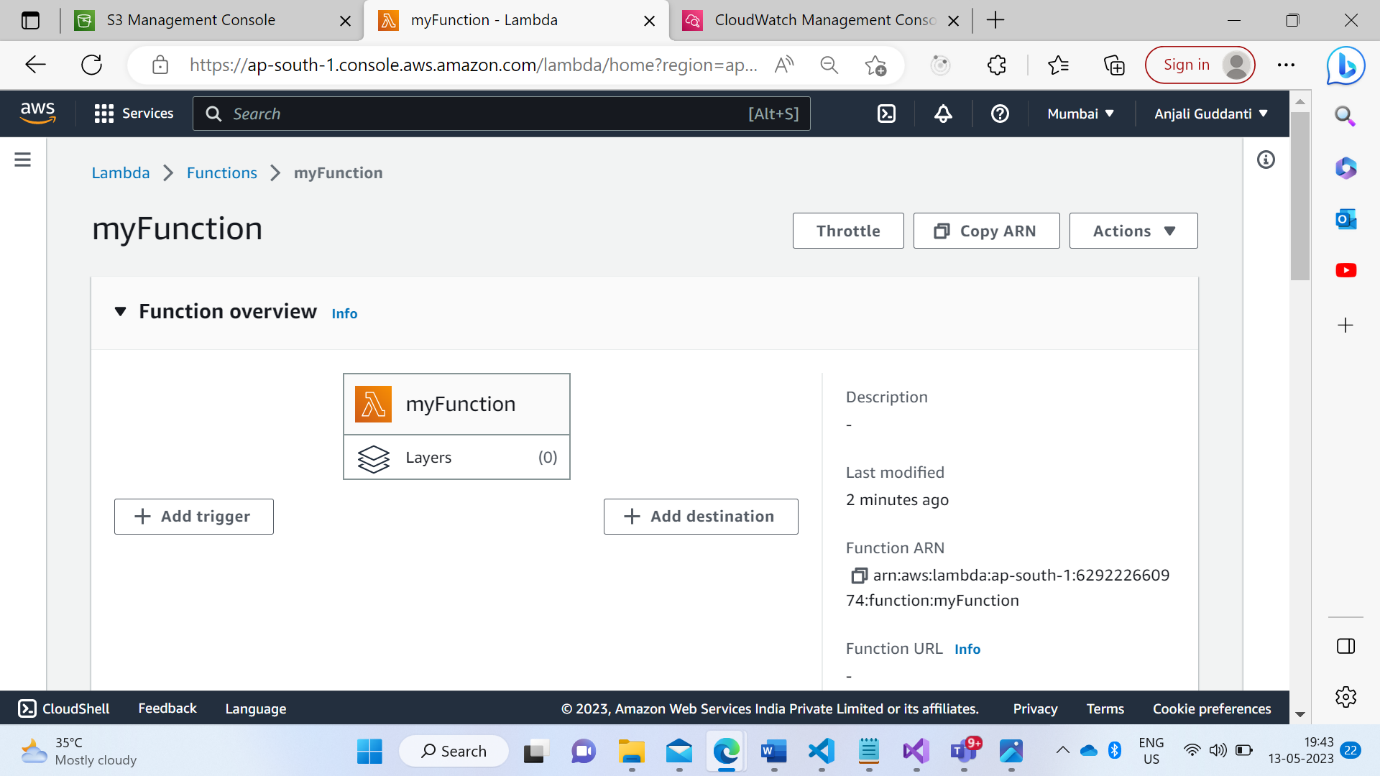 S3 Management Console
myFunction - Lambda
CloudWatch Management Conso
https://ap-south-1.console.aws.amazon.com/lambda/home?region=ap...
A
Sign in
aws
Services
Search
[Alt+S]
Mumbai
Anjali Guddanti
Lambda
Functions
myFunction
myFunction
Throttle
Copy ARN
Actions
Function overview Info
myFunction
Layers
(0)
Add trigger
Add destination
Description
-
Last modified
2 minutes ago
Function ARN
arn:aws:lambda:ap-south-1:6292226609
74:function:myFunction
Function URL Info
-
CloudShell
Feedback
Language
© 2023, Amazon Web Services India Private Limited or its affiliates.
Privacy
Terms
Cookie preferences
35°C
Mostly cloudy
Search
9+
ENG
US
19:43
13-05-2023
22